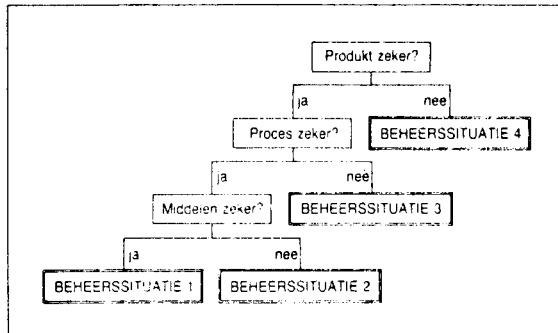 Produkt zeker?
ja nee
Proces zeker? BEHEERSSITUATIE 4
ja nee
Middelen zeker? BEHEERSSITUATIE 3
ja nee
BEHEERSSITUATIE 1 BEHEERSSITUATIE 2